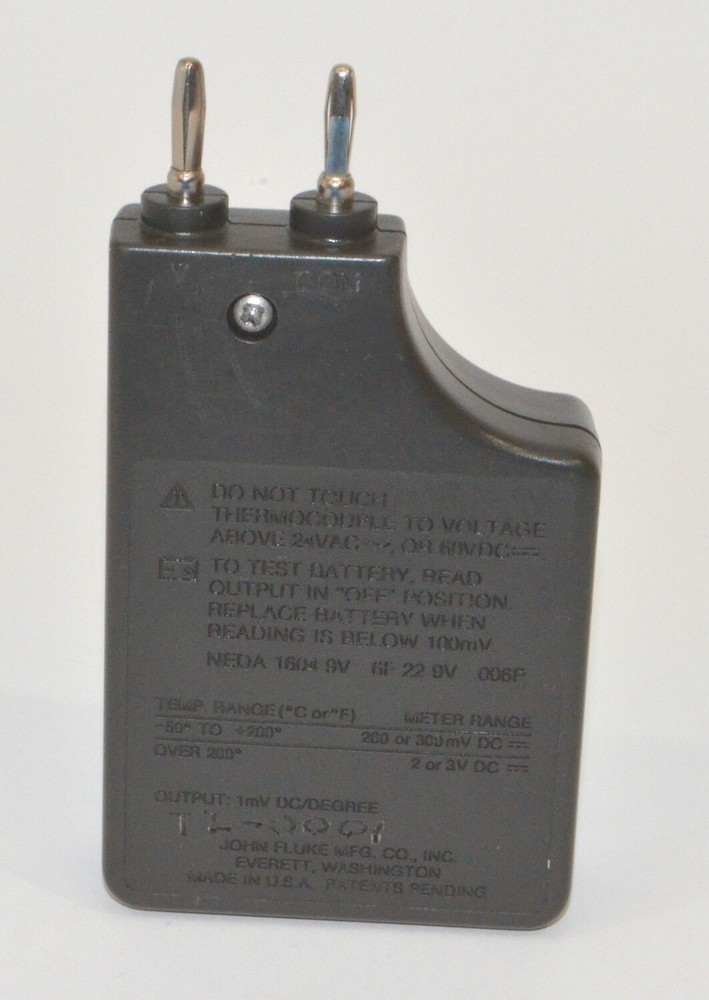 V COM
DO NOT TOUCH
THERMOCOUPLE TO VOLTAGE
ABOVE 24VAC~, OR 60VDC⎓.
TO TEST BATTERY, READ
OUTPUT IN "OFF" POSITION.
REPLACE BATTERY WHEN
READING IS BELOW 100mV
NEDA 1604 9V 6F 22 9V 006P
TEMP. RANGE (°C or °F) METER RANGE
-50° TO +200° 200 or 300mV DC ⎓
OVER 200° 2 or 3V DC ⎓
OUTPUT: 1mV DC/DEGREE
JOHN FLUKE MFG. CO., INC.
EVERETT, WASHINGTON
MADE IN U.S.A. PATENTS PENDING